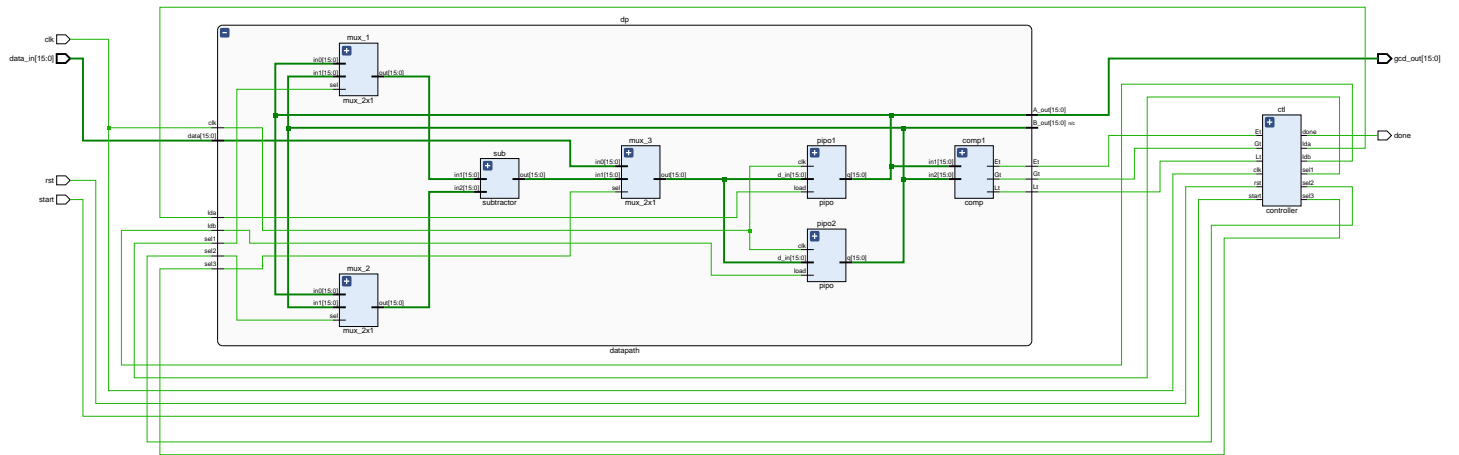 dp
clk
data_in[15:0]
rst
start
clk
data[15:0]
lda
ldb
sel1
sel2
sel3
mux_1
in0[15:0]
in1[15:0]
sel
out[15:0]
mux_2x1
sub
in1[15:0]
in2[15:0]
out[15:0]
subtractor
mux_2
in0[15:0]
in1[15:0]
sel
out[15:0]
mux_2x1
mux_3
in0[15:0]
in1[15:0]
sel
out[15:0]
mux_2x1
pipo1
clk
d_in[15:0]
load
q[15:0]
pipo
pipo2
clk
d_in[15:0]
load
q[15:0]
pipo
comp1
in1[15:0]
in2[15:0]
Et
Gt
Lt
comp
A_out[15:0]
B_out[15:0] n/c
Et
Gt
Lt
datapath
ctl
Et
Gt
Lt
clk
rst
start
done
lda
ldb
sel1
sel2
sel3
controller
gcd_out[15:0]
done